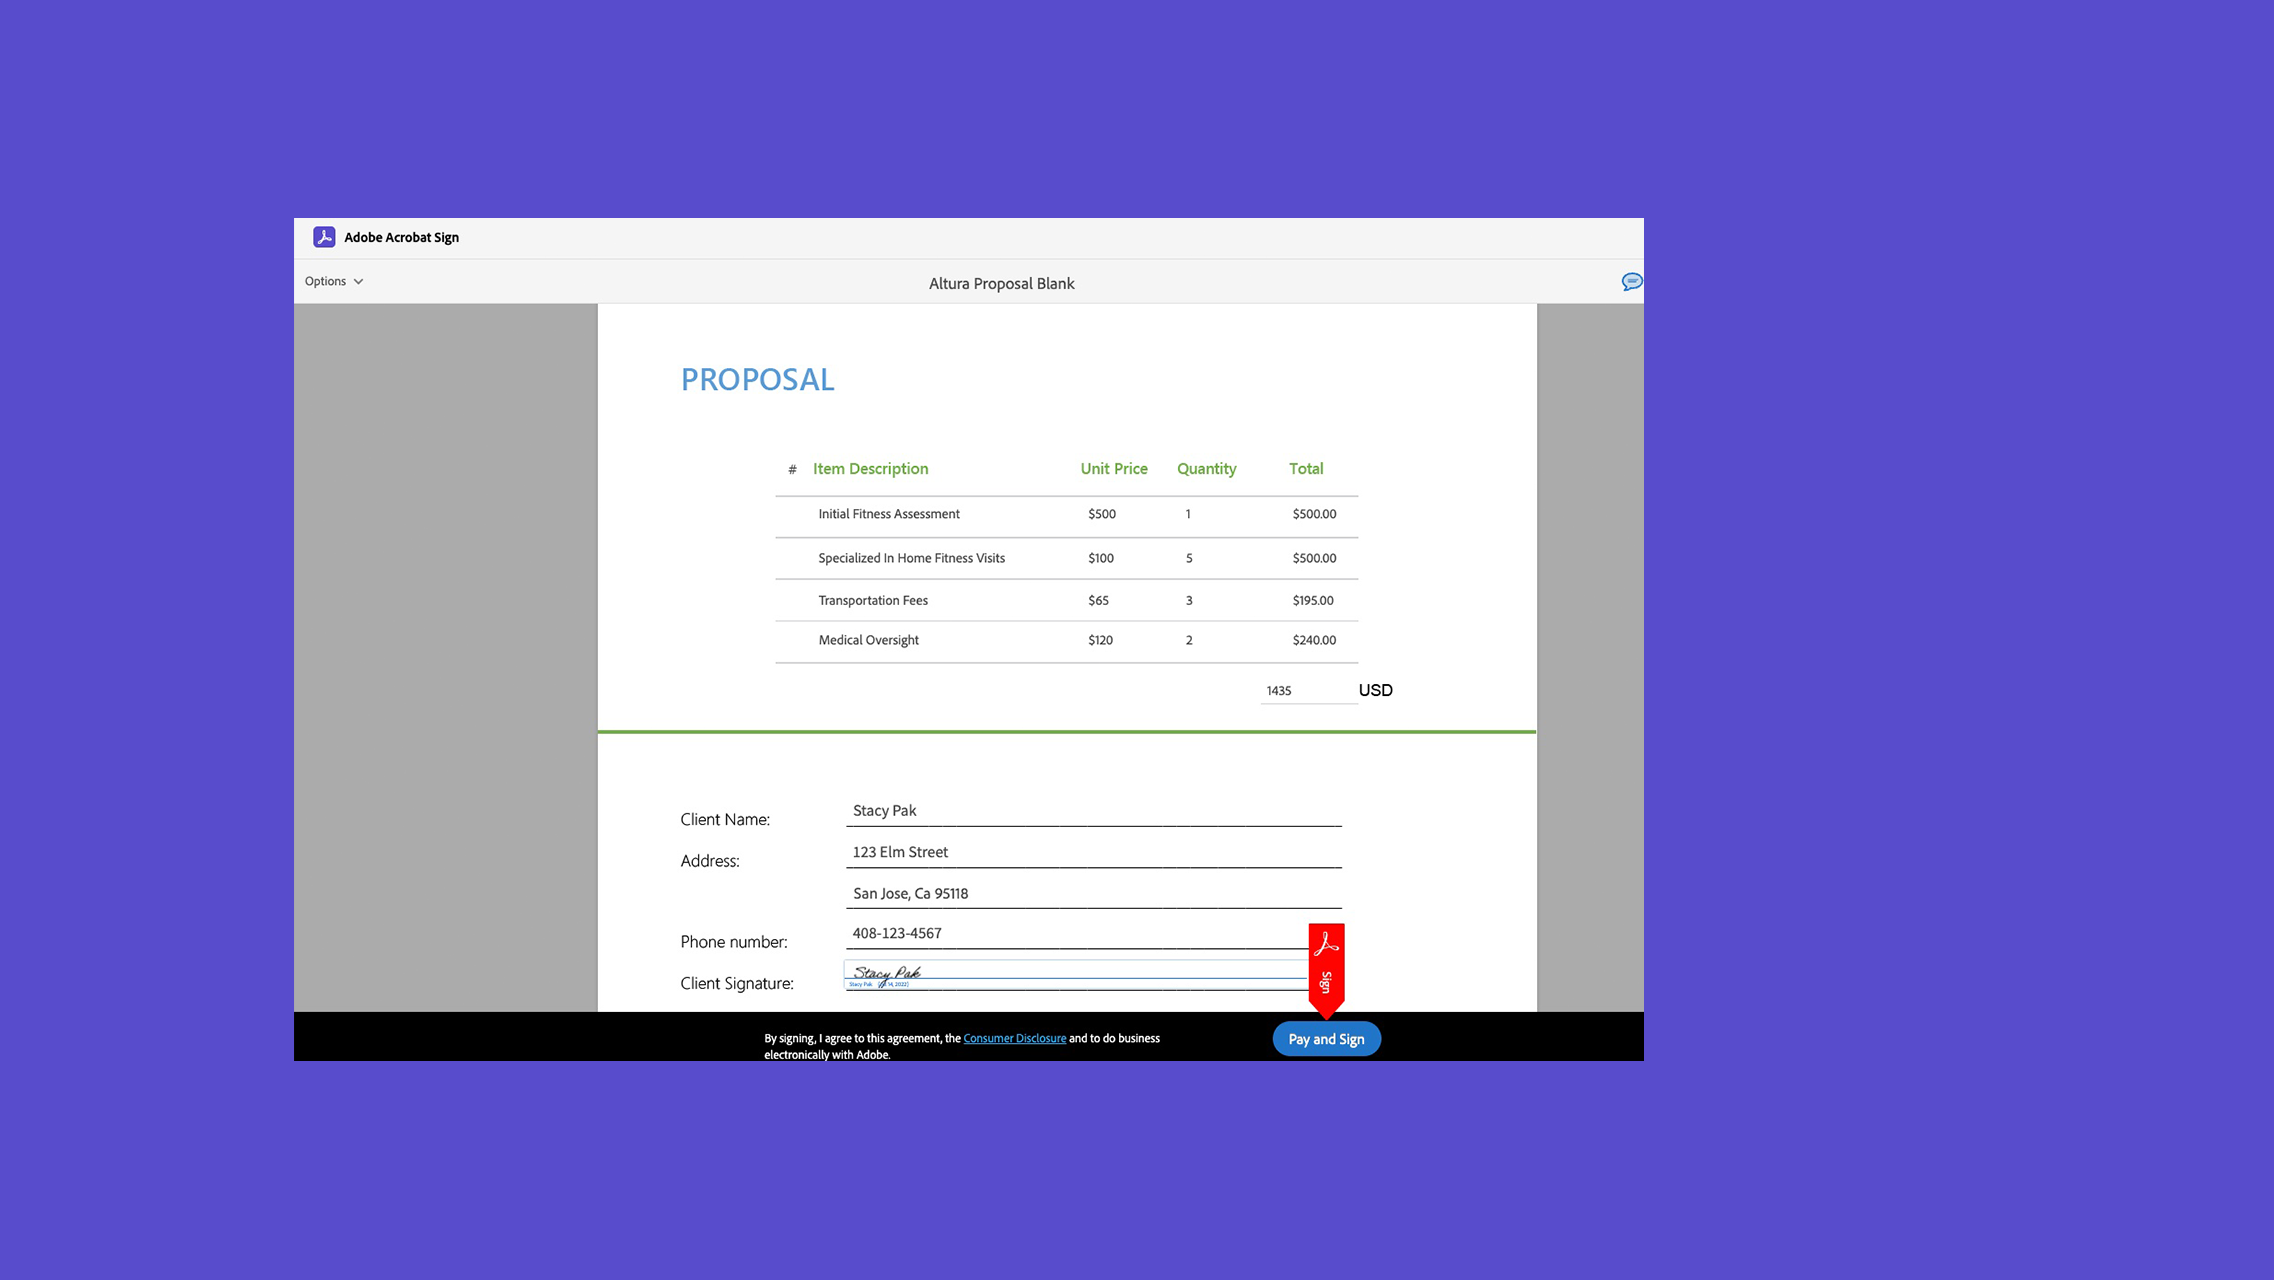 Adobe Acrobat Sign
Options
Altura Proposal Blank
PROPOSAL
# Item Description Unit Price Quantity Total
Initial Fitness Assessment $500 1 $500.00
Specialized In Home Fitness Visits $100 5 $500.00
Transportation Fees $65 3 $195.00
Medical Oversight $120 2 $240.00
1435 USD
Client Name: Stacy Pak
Address: 123 Elm Street
San Jose, Ca 95118
Phone number: 408-123-4567
Client Signature: Stacy Pak
Stacy Pak 14, 2022)
Sign
By signing, I agree to this agreement, the Consumer Disclosure and to do business
electronically with Adobe.
Pay and Sign